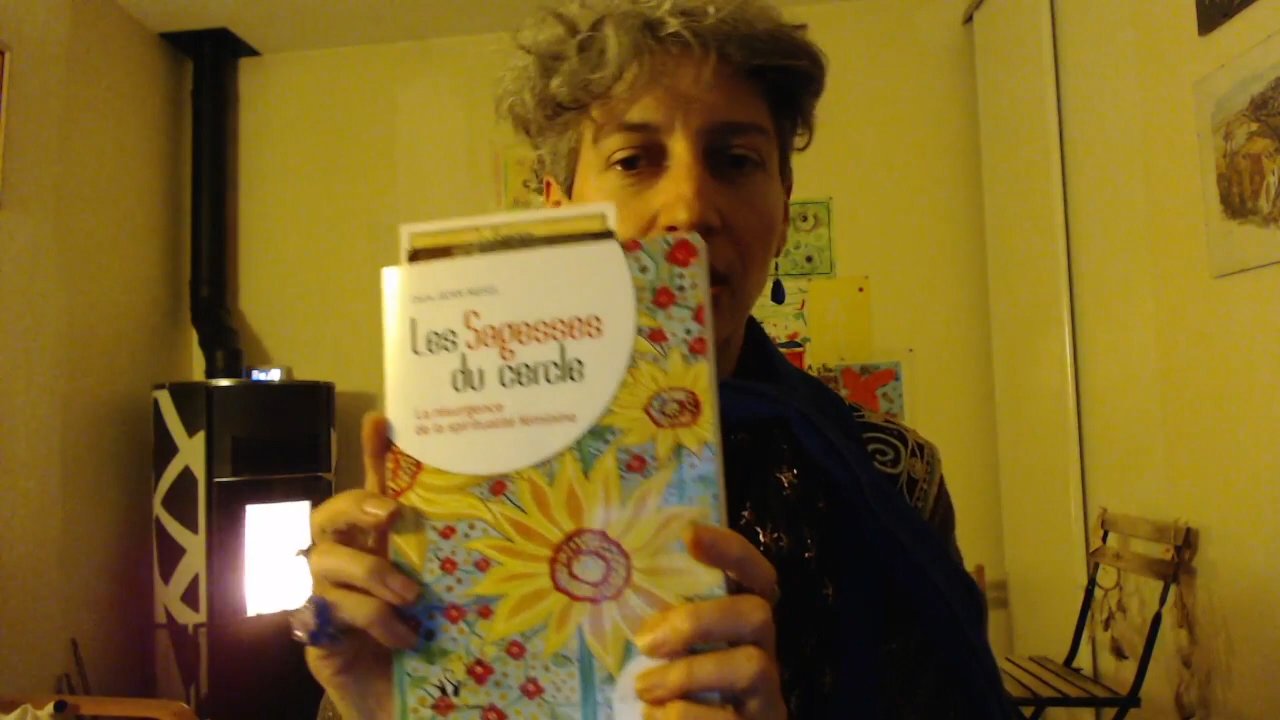 Les Sagesses
du cercle
La résurgence
de la spiritualité féminine